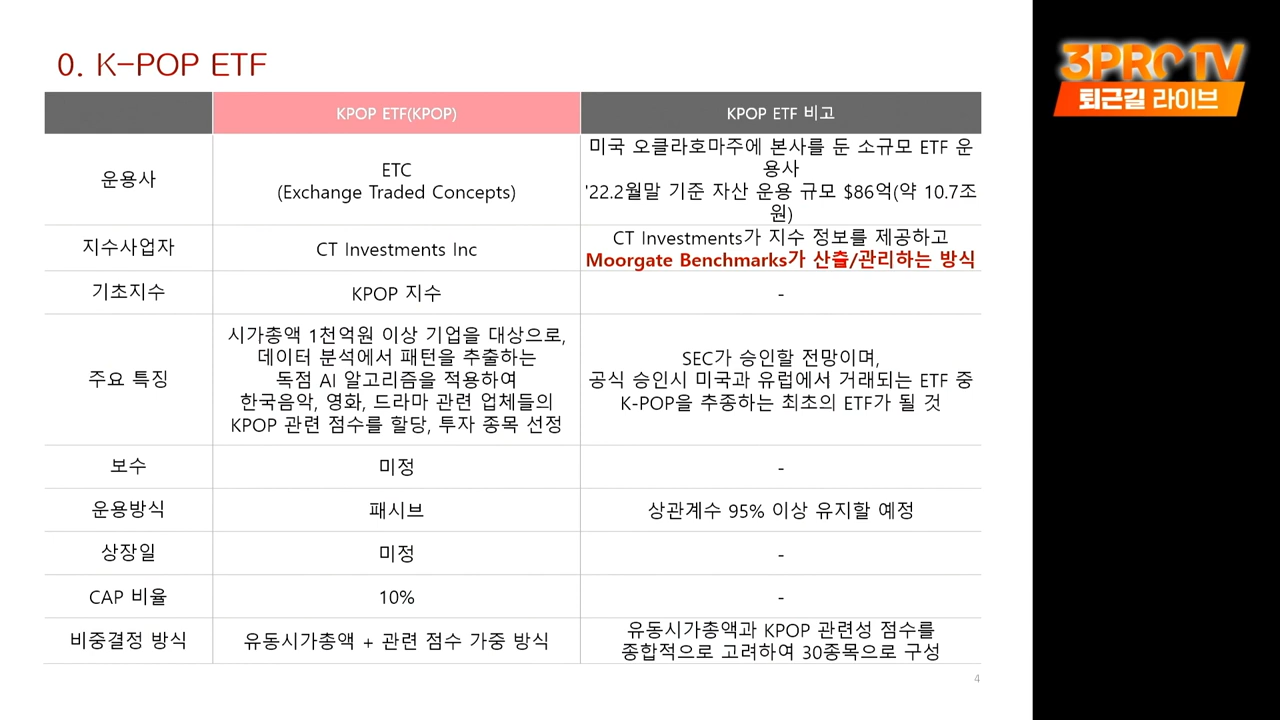 0. K-POP ETF
3PRO TV
퇴근길 라이브
KPOP ETF(KPOP)
KPOP ETF 비고
운용사
ETC
(Exchange Traded Concepts)
미국 오클라호마주에 본사를 둔 소규모 ETF 운
용사
'22.2월말 기준 자산 운용 규모 $86억(약 10.7조
원)
지수사업자
CT Investments Inc
CT Investments가 지수 정보를 제공하고
Moorgate Benchmarks가 산출/관리하는 방식
기초지수
KPOP 지수
-
주요 특징
시가총액 1천억원 이상 기업을 대상으로,
데이터 분석에서 패턴을 추출하는
독점 AI 알고리즘을 적용하여
한국음악, 영화, 드라마 관련 업체들의
KPOP 관련 점수를 할당, 투자 종목 선정
SEC가 승인할 전망이며,
공식 승인시 미국과 유럽에서 거래되는 ETF 중
K-POP을 추종하는 최초의 ETF가 될 것
보수
미정
-
운용방식
패시브
상관계수 95% 이상 유지할 예정
상장일
미정
-
CAP 비율
10%
-
비중결정 방식
유동시가총액 + 관련 점수 가중 방식
유동시가총액과 KPOP 관련성 점수를
종합적으로 고려하여 30종목으로 구성
4